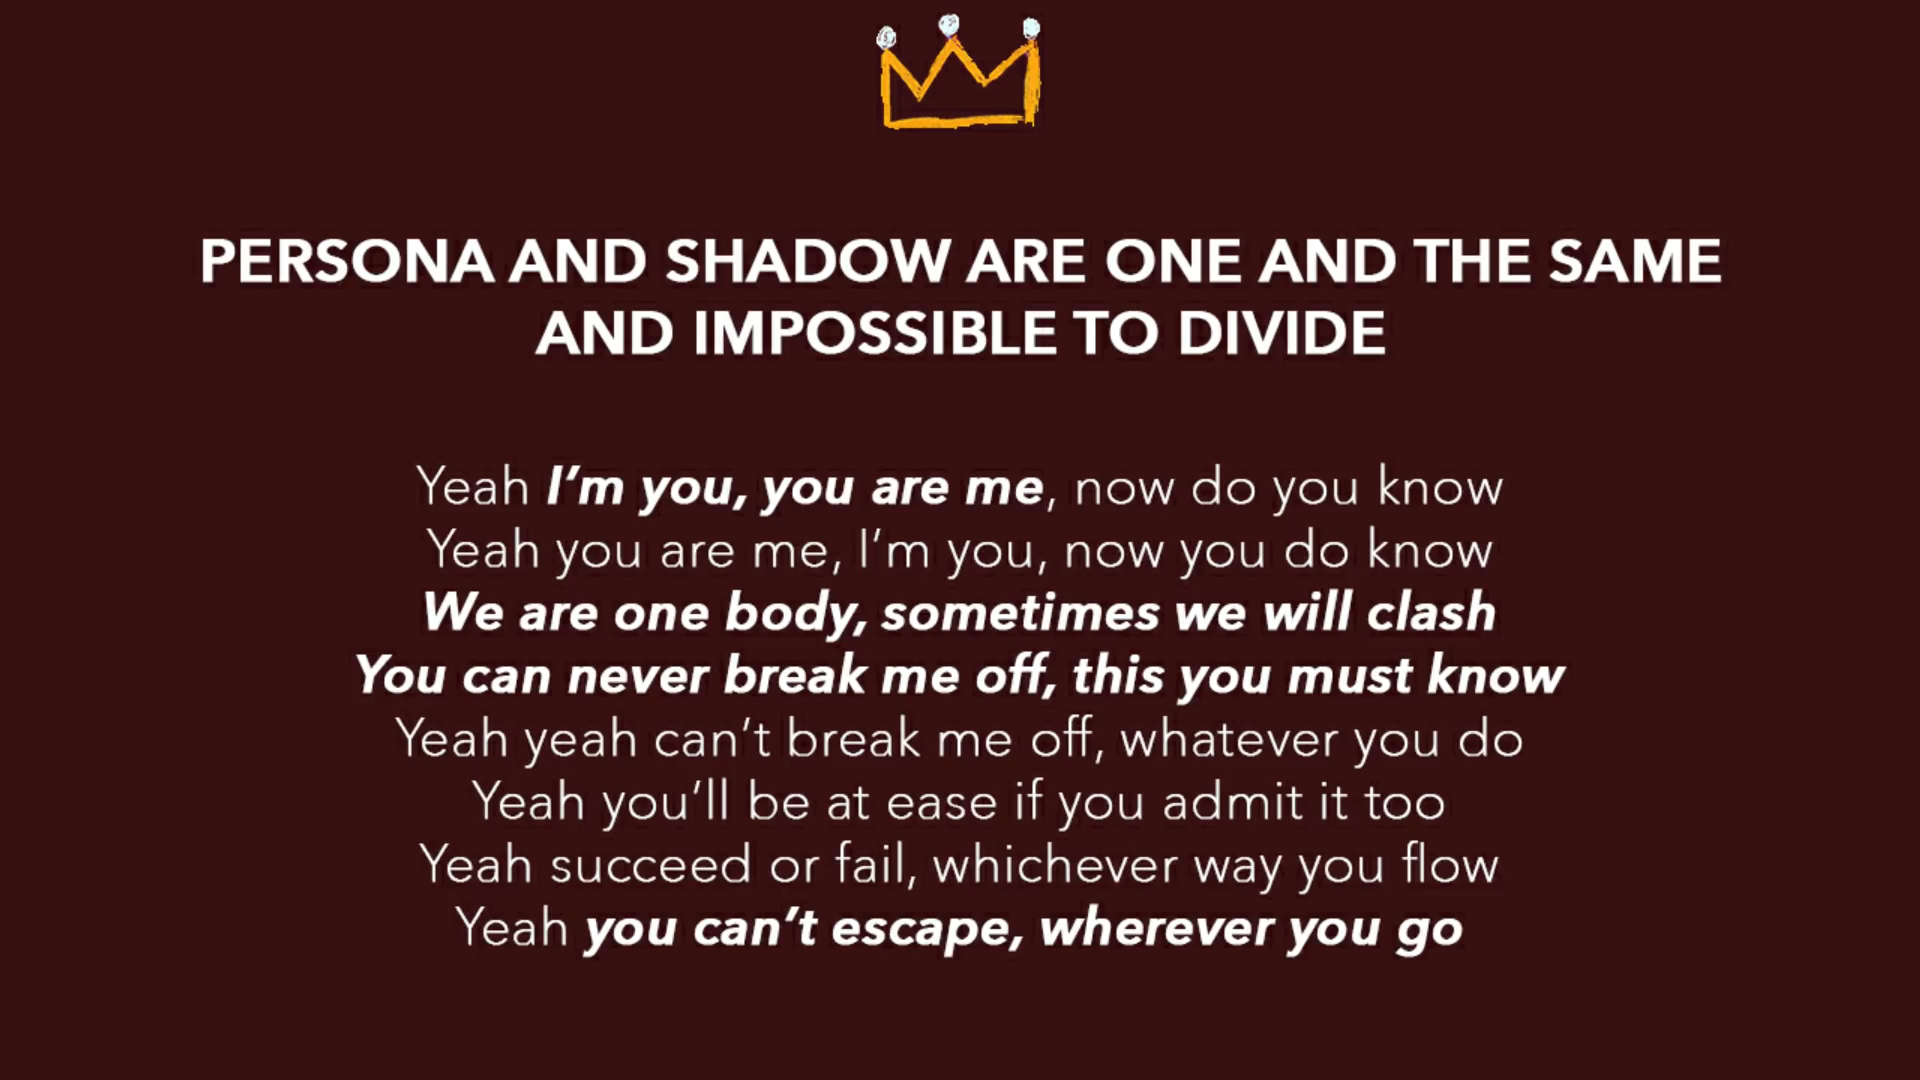 PERSONA AND SHADOW ARE ONE AND THE SAME
AND IMPOSSIBLE TO DIVIDE
Yeah I’m you, you are me, now do you know
Yeah you are me, I’m you, now you do know
We are one body, sometimes we will clash
You can never break me off, this you must know
Yeah yeah can’t break me off, whatever you do
Yeah you’ll be at ease if you admit it too
Yeah succeed or fail, whichever way you flow
Yeah you can’t escape, wherever you go